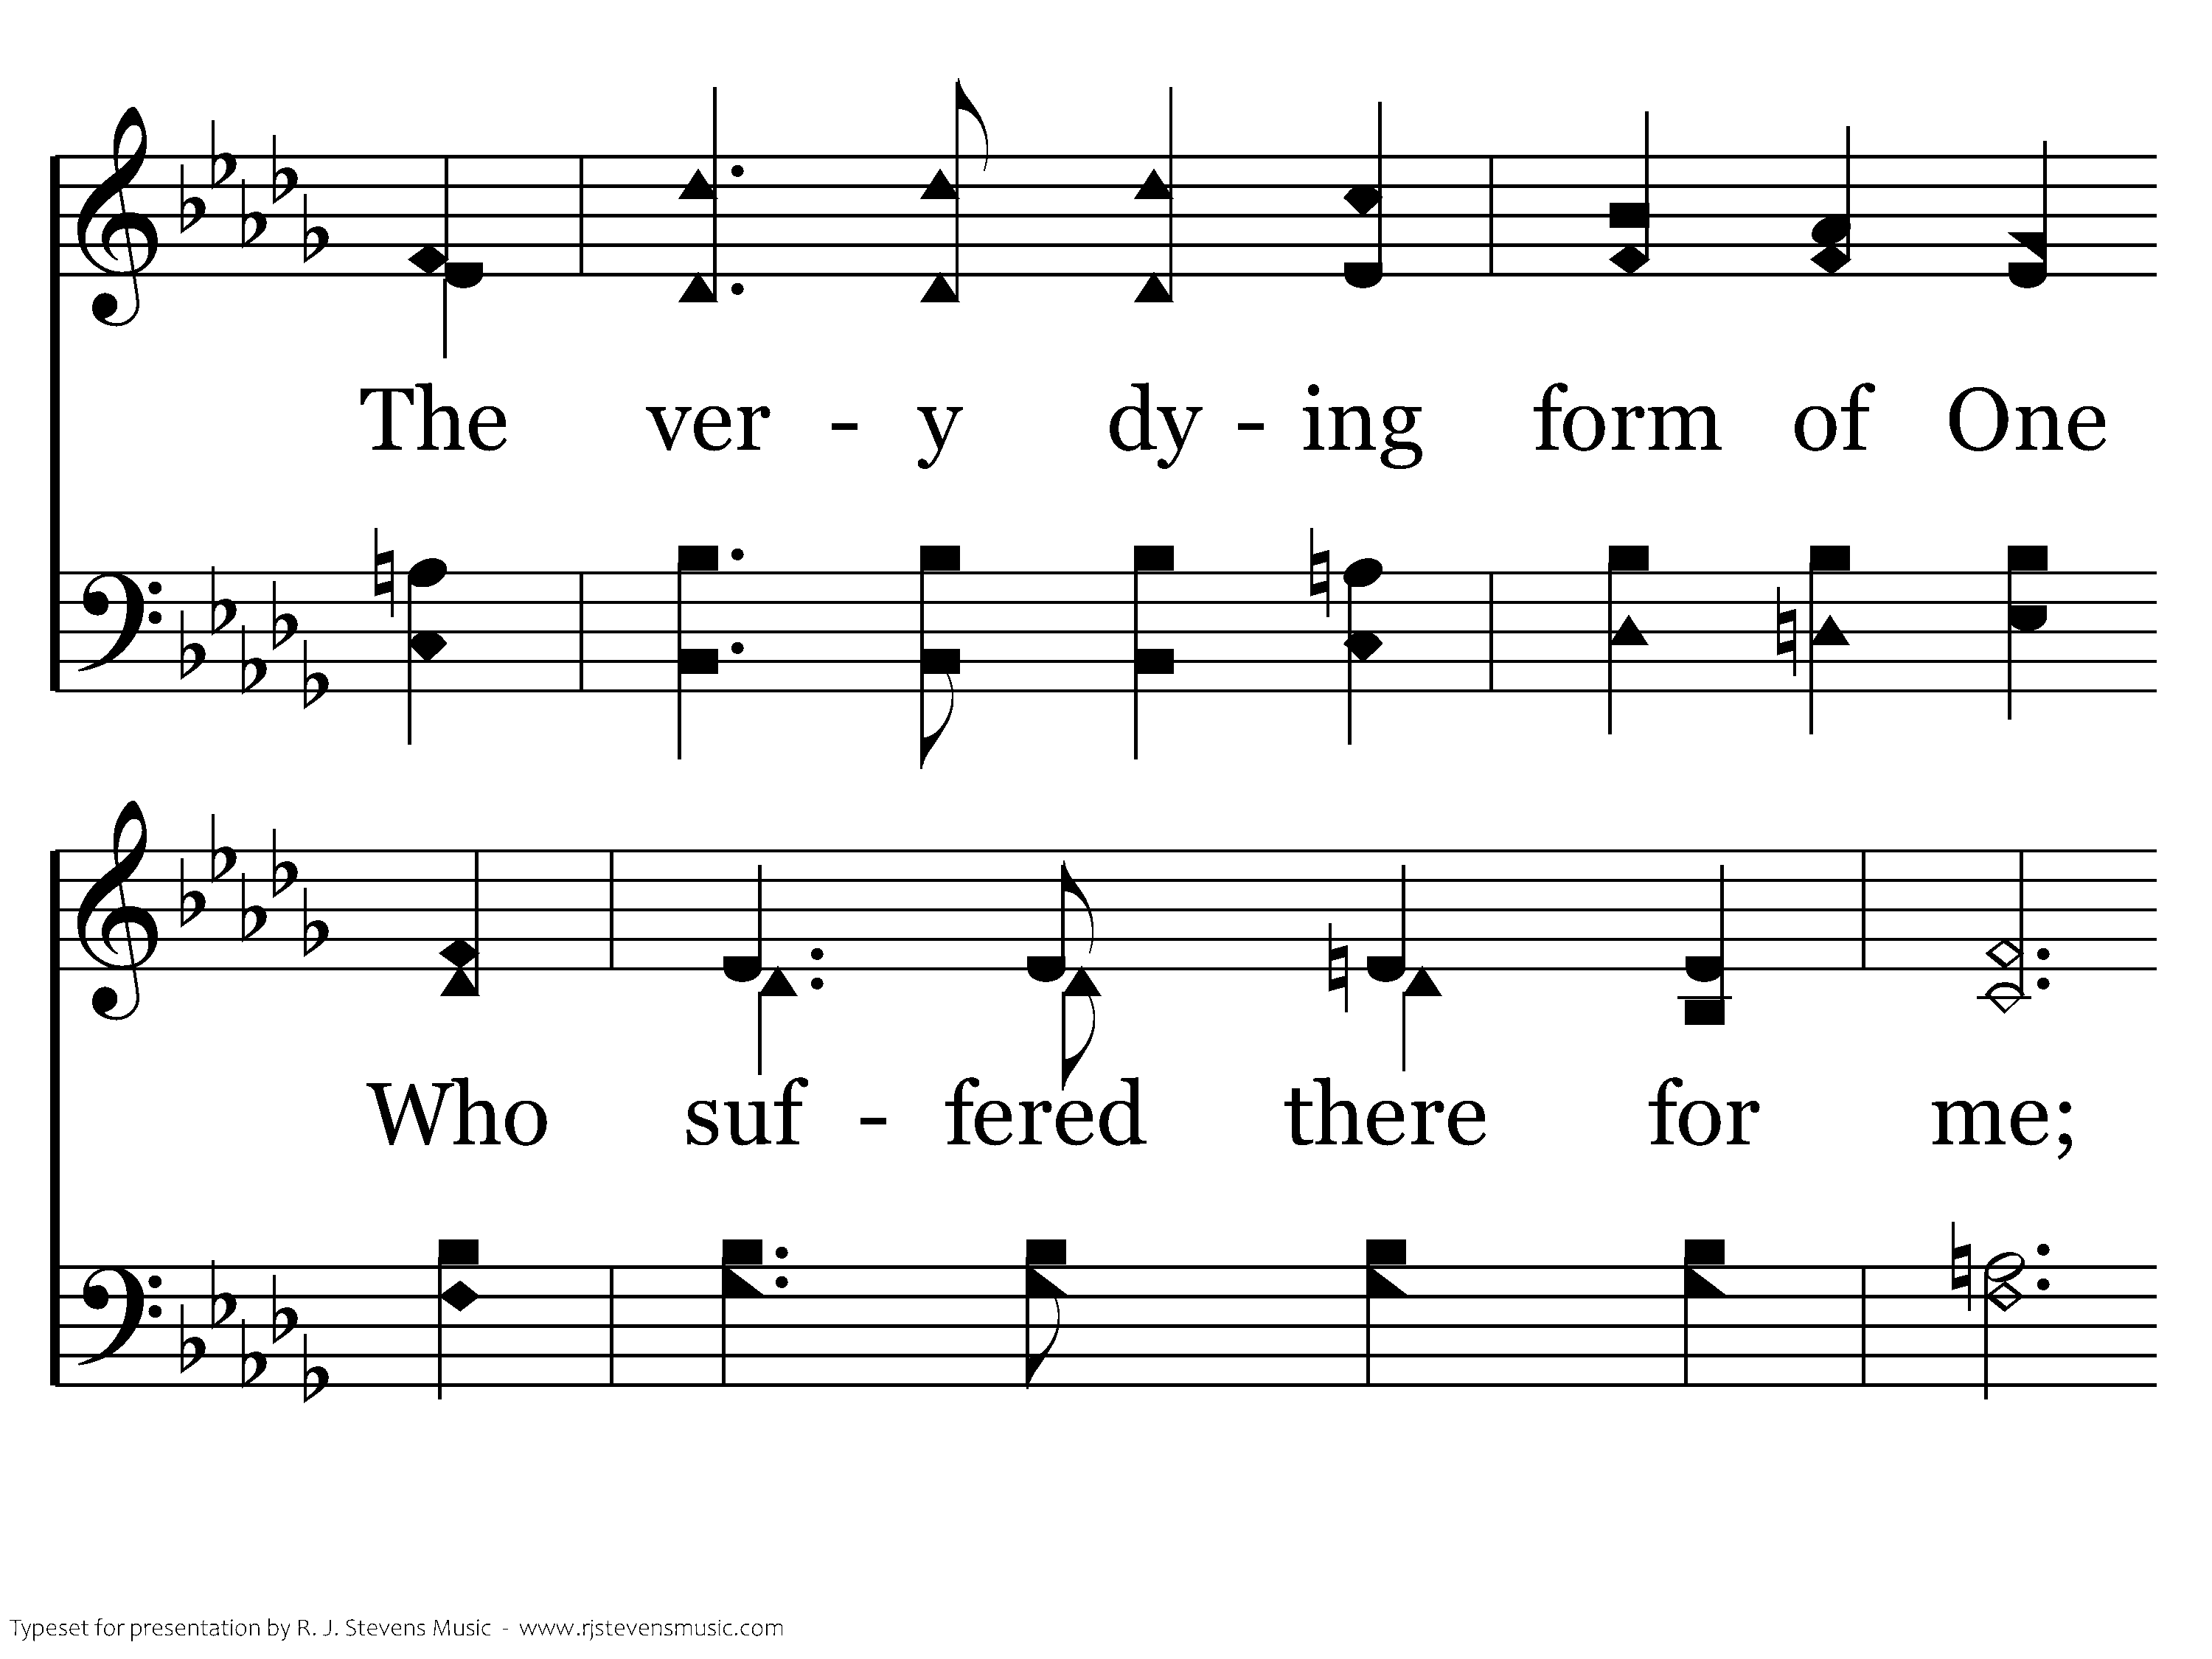 The ver - y dy - ing form of One
Who suf - fered there for me;
Typeset for presentation by R. J. Stevens Music - www.rjstevensmusic.com